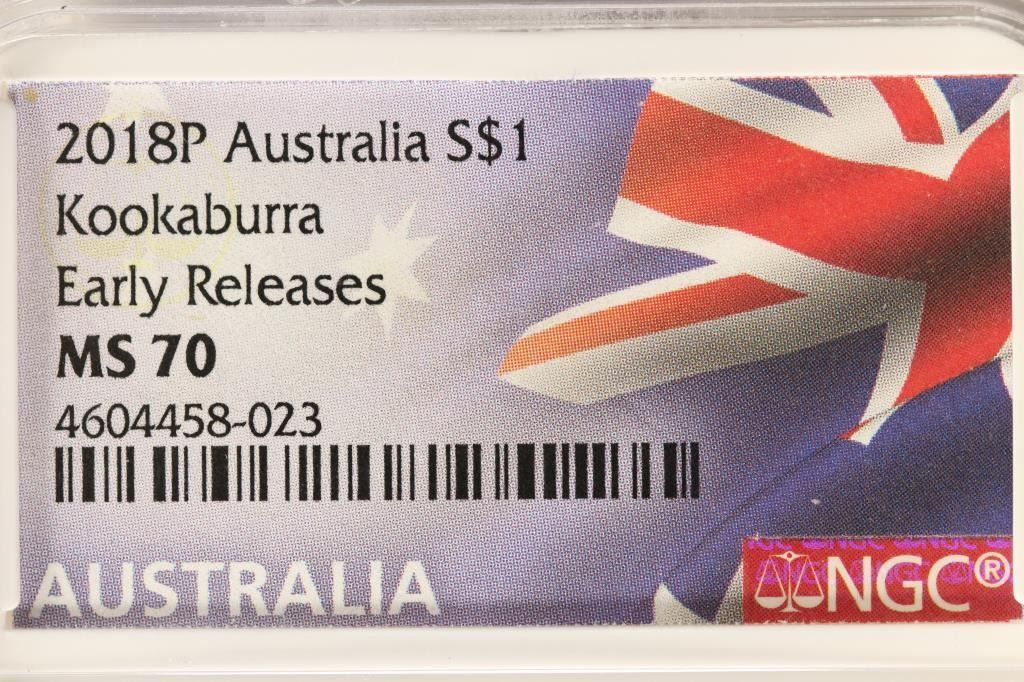 2018P Australia S$1
Kookaburra
Early Releases
MS 70
4604458-023
AUSTRALIA
NGC®